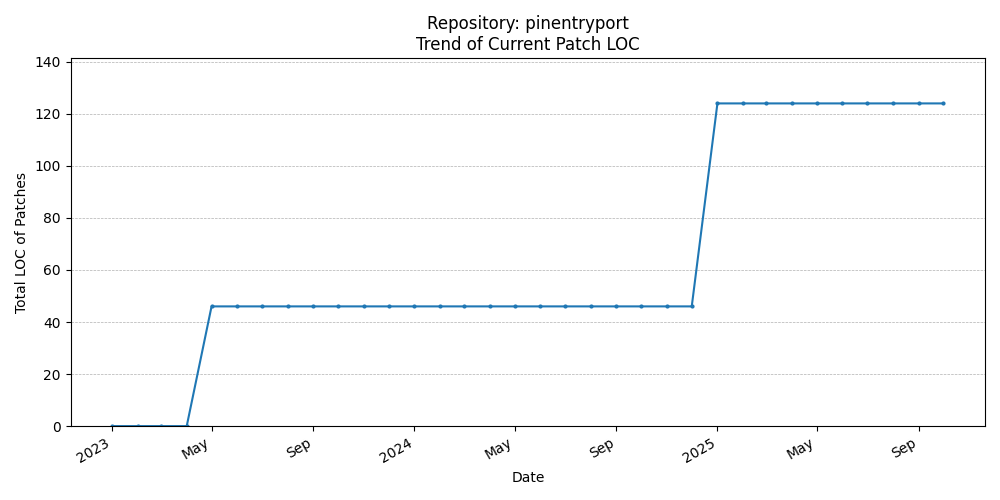 Repository: pinentryport
Trend of Current Patch LOC
Total LOC of Patches
140
120
100
80
60
40
20
0
2023
May
Sep
2024
May
Sep
2025
May
Sep
Date